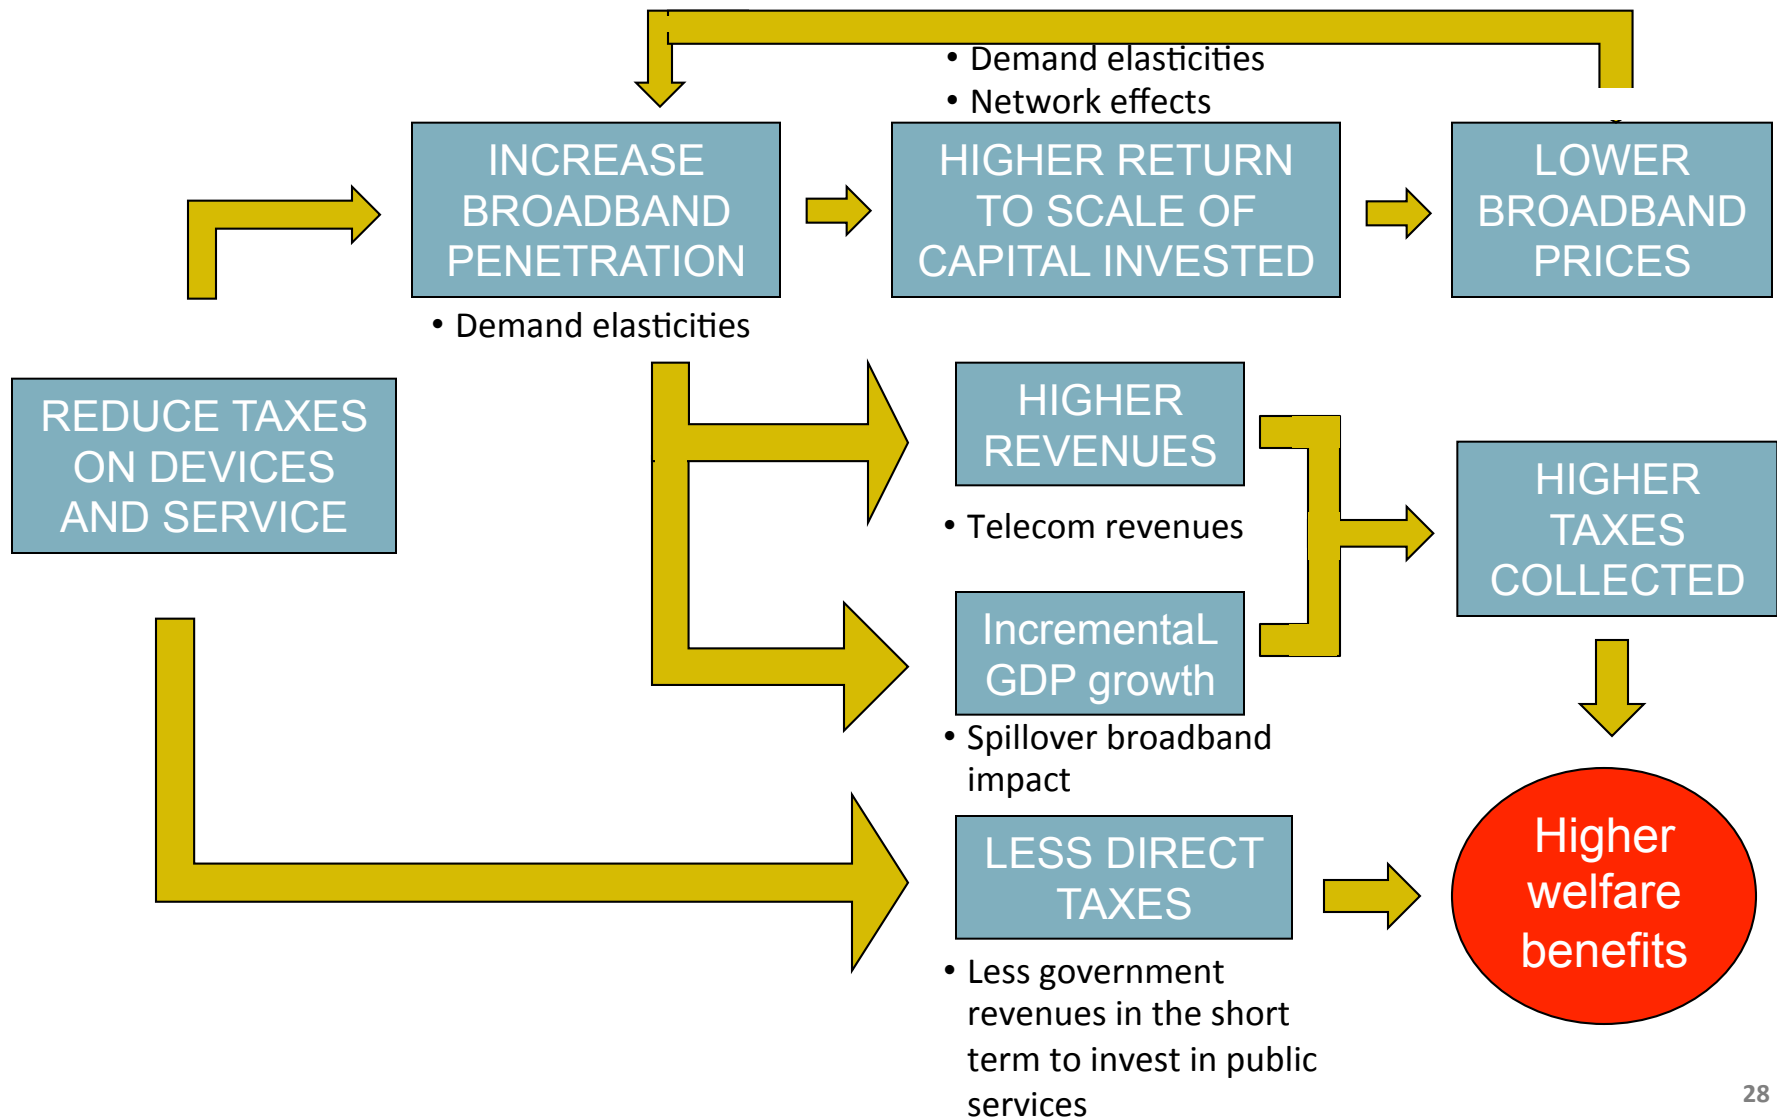 • Demand elasticities
• Network effects
INCREASE
BROADBAND
PENETRATION
HIGHER RETURN
TO SCALE OF
CAPITAL INVESTED
LOWER
BROADBAND
PRICES
• Demand elasticities
REDUCE TAXES
ON DEVICES
AND SERVICE
HIGHER
REVENUES
• Telecom revenues
HIGHER
TAXES
COLLECTED
IncrementaL
GDP growth
• Spillover broadband
impact
LESS DIRECT
TAXES
Higher
welfare
benefits
• Less government
revenues in the short
term to invest in public
services
28